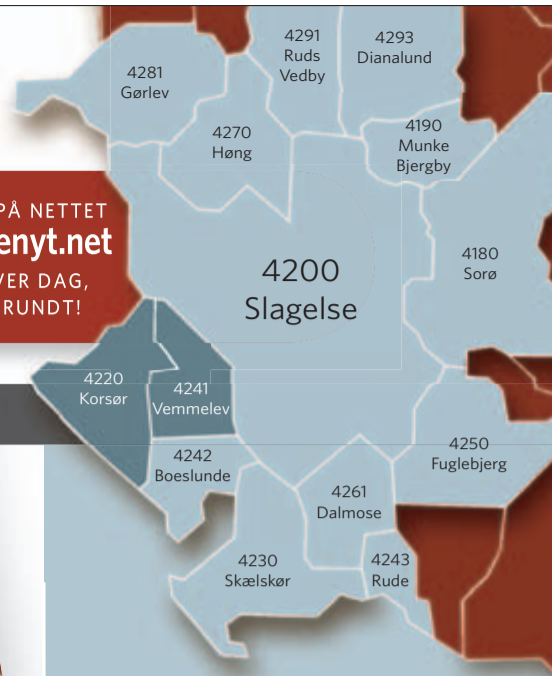 4291
Ruds
Vedby
4293
Dianalund
4281
Gørlev
4270
Høng
4190
Munke
Bjergby
PÅ NETTET
enyt.net
VER DAG,
RUNDT!
4200
Slagelse
4180
Sorø
4220
Korsør
4241
Vemmelev
4242
Boeslunde
4250
Fuglebjerg
4261
Dalmose
4230
Skælskør
4243
Rude